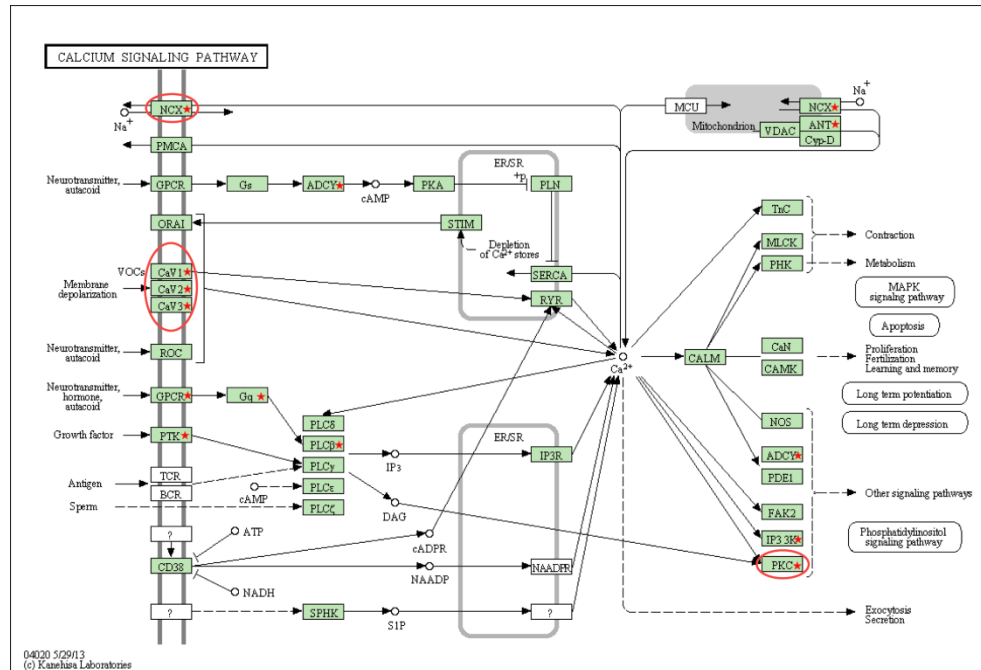 CALCIUM SIGNALING PATHWAY
NCX
Na+
PMCA
Neurotransmitter,
autacoid
GPCR
Gs
ADCY
cAMP
PKA
+p
PLN
ER/SR
ORAI
STIM
Depletion
of Ca2+ stores
VOCs
CaV1
Membrane
depolarization
CaV2
CaV3
SERCA
RYR
Neurotransmitter,
autacoid
ROC
Neurotransmitter,
hormone,
autacoid
GPCR
Gq
Growth factor
PTK
PLCδ
PLCβ
PLCγ
PLCε
PLCζ
IP3
ER/SR
IP3R
Antigen
TCR
BCR
cAMP
Sperm
DAG
?
ATP
cADPR
CD38
NAADP
NAADPR
NADH
?
SPHK
S1P
?
MCU
Mitochondrion
NCX
Na+
VDAC
ANT
Cyp-D
Ca2+
CALM
TnC
MLCK
PHK
Contraction
Metabolism
MAPK
signaling pathway
Apoptosis
CaN
CAMK
Proliferation
Fertilization
Learning and memory
Long term potentiation
Long term depression
NOS
ADCY
PDE1
FAK2
IP3 3K
PKC
Other signaling pathways
Phosphatidylinositol
signaling pathway
Exocytosis
Secretion
04020 5/29/13
(c) Kanehisa Laboratories